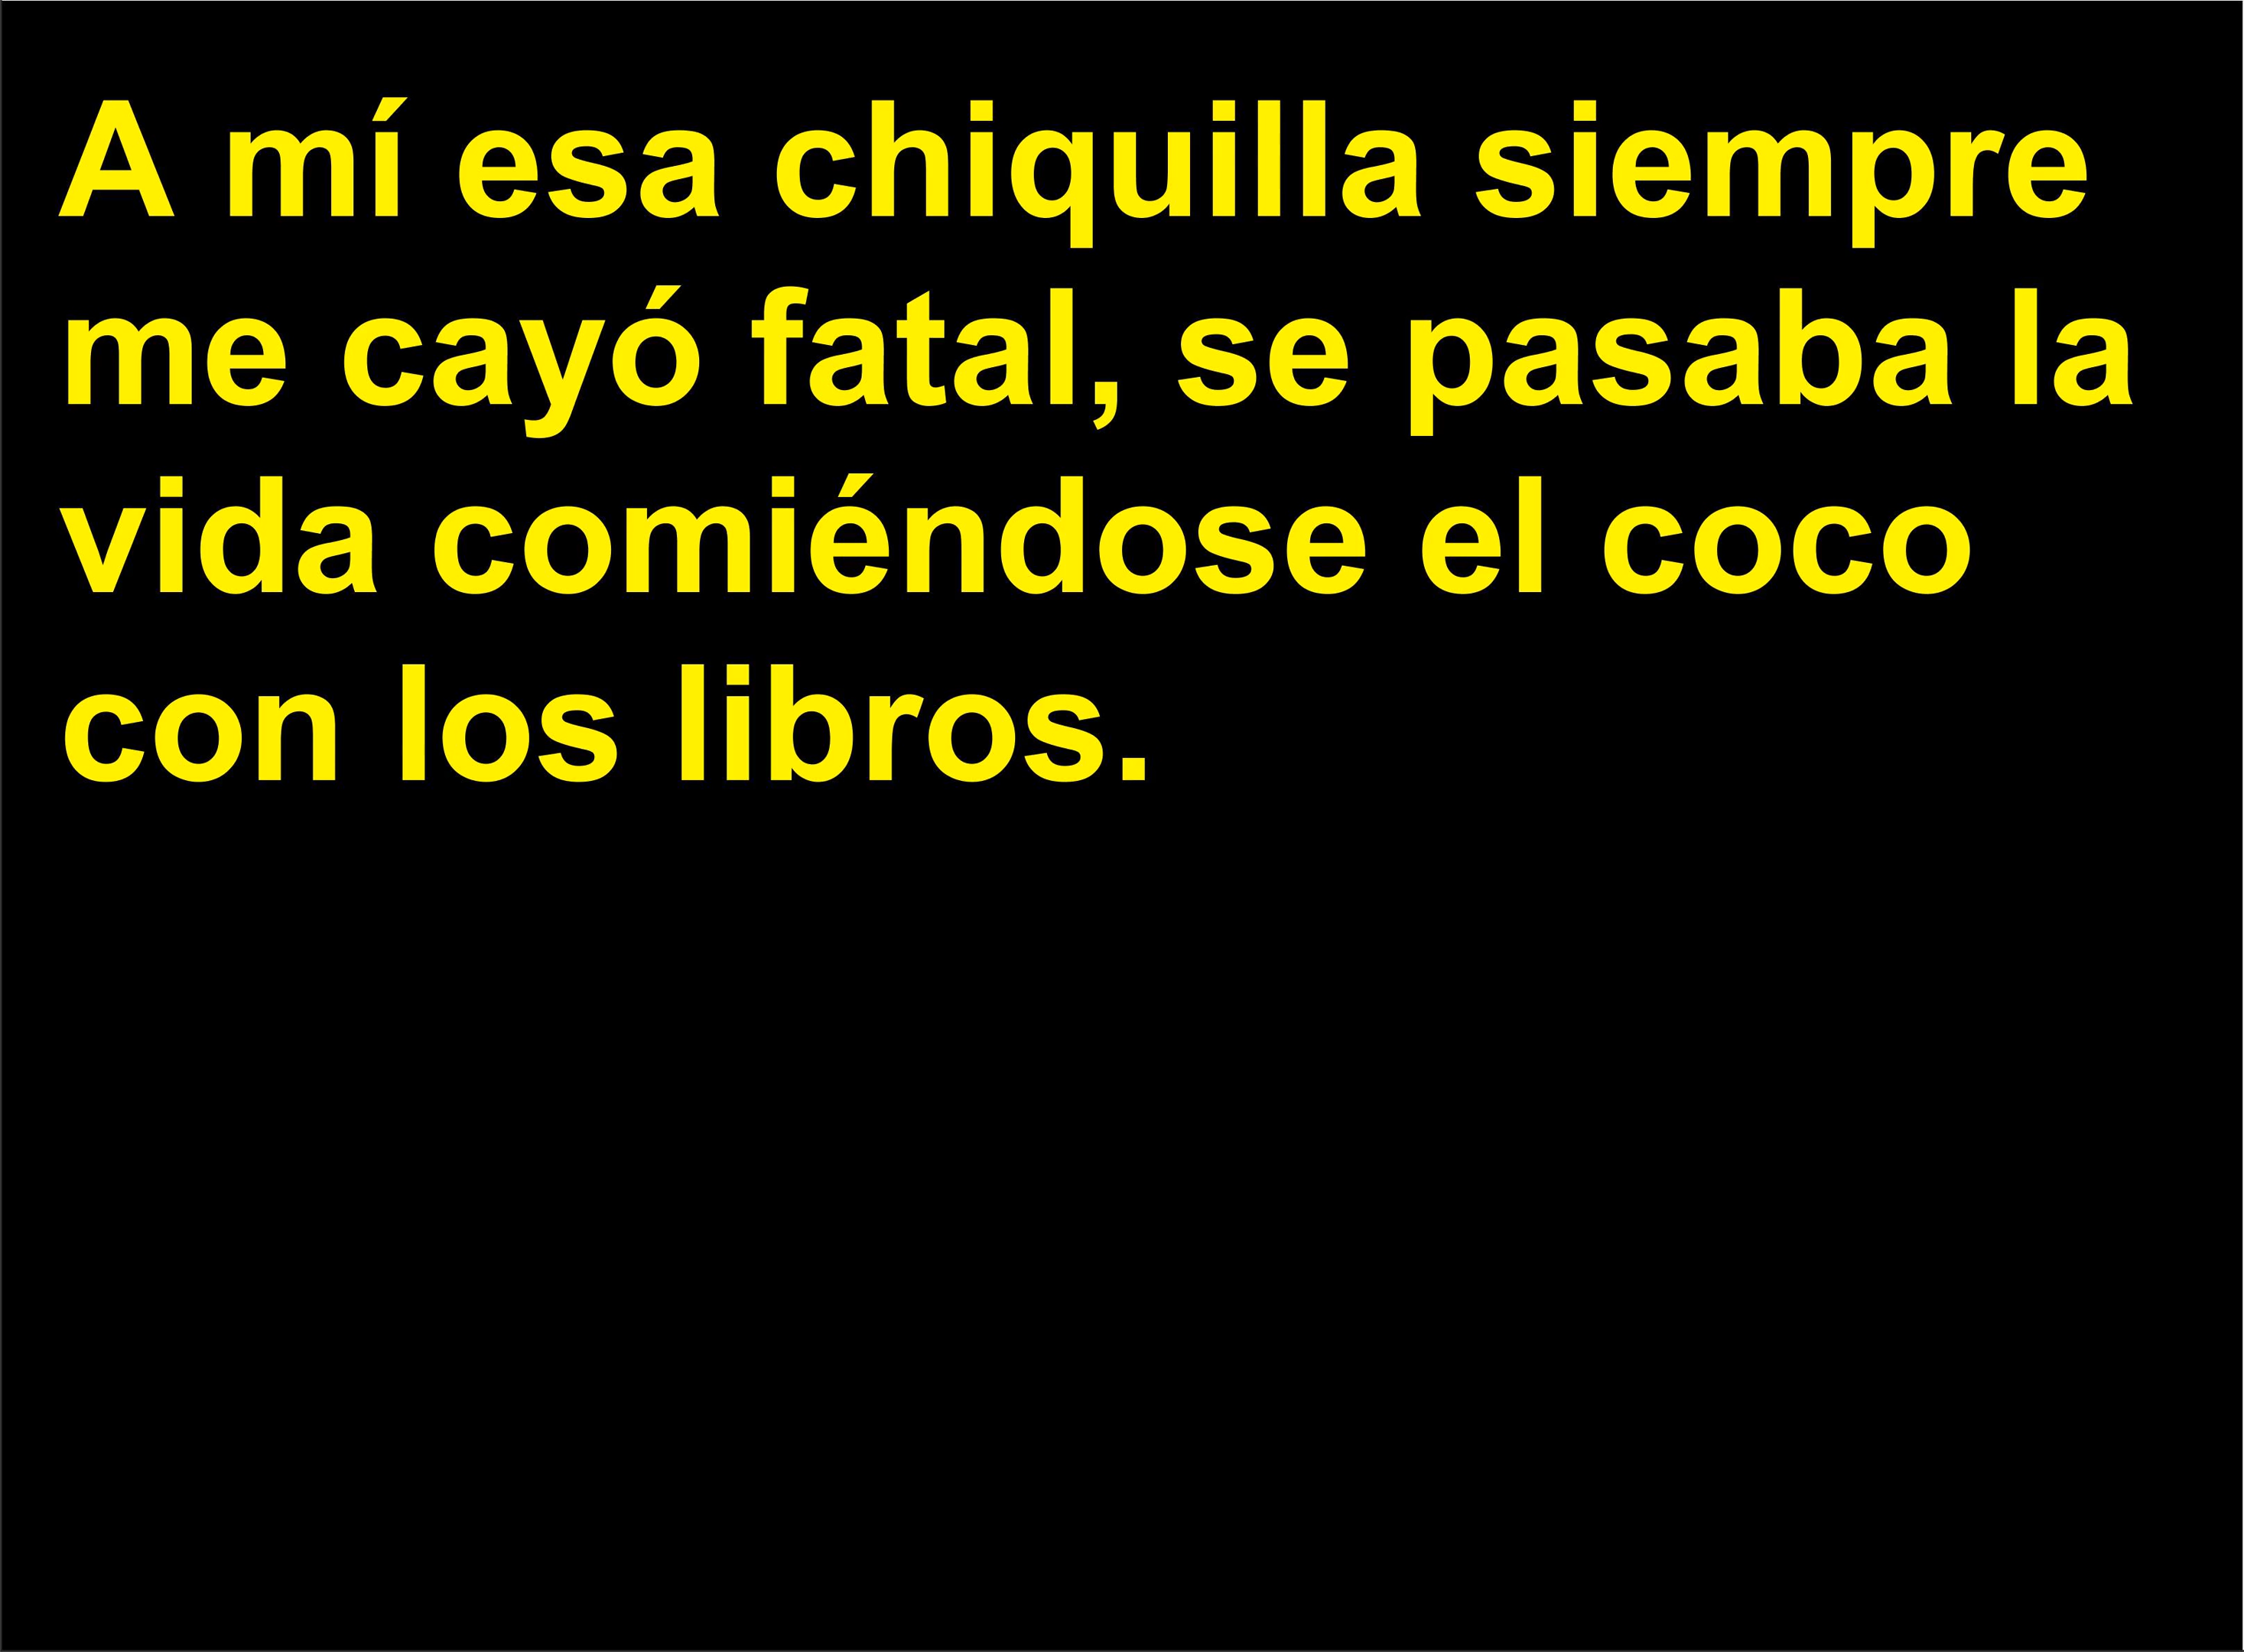 A mí esa chiquilla siempre
me cayó fatal, se pasaba la
vida comiéndose el coco
con los libros.